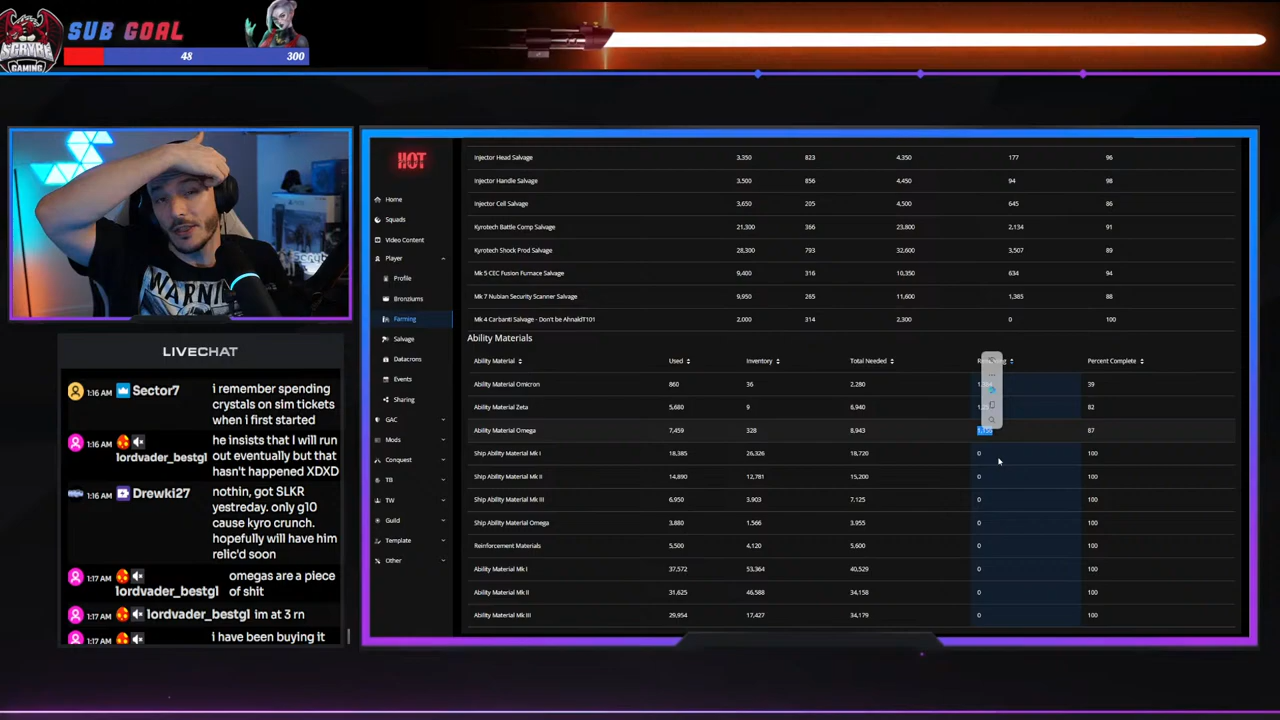 SUB GOAL
48 300
SCRYBE
GAMING
HOT
Home
Squads
Video Content
Player
Profile
Bronziums
Farming
Salvage
Datacrons
Events
Sharing
GAC
Mods
Conquest
TB
TW
Guild
Template
Other
Injector Head Salvage 3,350 823 4,350 177 96
Injector Handle Salvage 3,500 856 4,450 94 98
Injector Cell Salvage 3,650 205 4,500 645 86
Kyrotech Battle Comp Salvage 21,300 366 23,800 2,134 91
Kyrotech Shock Prod Salvage 28,300 793 32,600 3,507 89
Mk 5 CEC Fusion Furnace Salvage 9,400 316 10,350 634 94
Mk 7 Nubian Security Scanner Salvage 9,950 265 11,600 1,385 88
Mk 4 Carbanti Salvage - Don't be AhnaldT101 2,000 314 2,300 0 100
Ability Materials
Ability Material Used Inventory Total Needed Percent Complete
Ability Material Omicron 860 36 2,280 39
Ability Material Zeta 5,680 9 6,940 82
Ability Material Omega 7,459 328 8,943 1,156 87
Ship Ability Material Mk I 18,385 26,326 18,720 0 100
Ship Ability Material Mk II 14,890 12,781 15,200 0 100
Ship Ability Material Mk III 6,950 3,903 7,125 0 100
Ship Ability Material Omega 3,880 1,566 3,955 0 100
Reinforcement Materials 5,500 4,120 5,600 0 100
Ability Material Mk I 37,572 53,364 40,529 0 100
Ability Material Mk II 31,625 46,588 34,158 0 100
Ability Material Mk III 29,954 17,427 34,179 0 100
WARNI
LIVECHAT
1:16 AM Sector7 i remember spending
crystals on sim tickets
when i first started
1:16 AM lordvader_bestgl he insists that I will run
out eventually but that
hasn't happened XDXD
1:16 AM Drewki27 nothin, got SLKR
yestreday. only g10
cause kyro crunch.
hopefully will have him
relic'd soon
1:17 AM lordvader_bestgl omegas are a piece
of shit
1:17 AM lordvader_bestgl im at 3 rn
1:17 AM i have been buying it